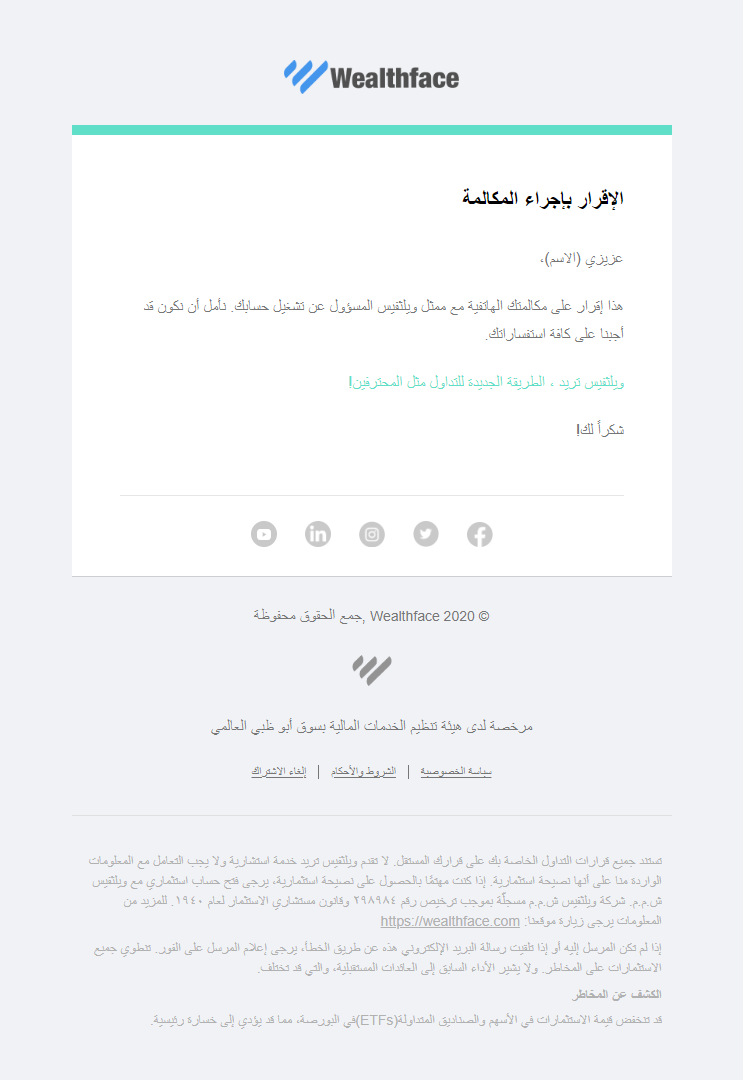 Wealthface
الإقرار بإجراء المكالمة
عزيزي (الاسم)،
هذا إقرار على مكالمتك الهاتفية مع ممثل ويلثفيس المسؤول عن تشغيل حسابك. نأمل أن نكون قد
أجبنا على كافة استفساراتك.
ويلثفيس تريد ، الطريقة الجديدة للتداول مثل المحترفين!
شكراً لك!
© 2020 Wealthface ,جمع الحقوق محفوظة
مرخصة لدى هيئة تنظيم الخدمات المالية بسوق أبو ظبي العالمي
سياسة الخصوصية | الشروط والأحكام | إلغاء الاشتراك
تستند جميع قرارات التداول الخاصة بك على قرارك المستقل. لا تقدم ويلثفيس تريد خدمة استشارية ولا يجب التعامل مع المعلومات
الواردة منا على أنها نصيحة استثمارية. إذا كنت مهتمًا بالحصول على نصيحة استثمارية، يرجى فتح حساب استثماري مع ويلثفيس
ش.م.م. شركة ويلثفيس ش.م.م مسجلّة بموجب ترخيص رقم ٢٩٨٩٨٤ وقانون مستشاري الاستثمار لعام ١٩٤٠. للمزيد من
المعلومات يرجى زيارة موقعنا: https://wealthface.com
إذا لم تكن المرسل إليه أو إذا تلقيت رسالة البريد الإلكتروني هذه عن طريق الخطأ، يرجى إعلام المرسل على الفور. تنطوي جميع
الاستثمارات على المخاطر. ولا يشير الأداء السابق إلى العائدات المستقبلية، والتي قد تختلف.
الكشف عن المخاطر
قد تنخفض قيمة الاستثمارات في الأسهم والصناديق المتداولة(ETFs)في البورصة، مما قد يؤدي إلى خسارة رئيسية.